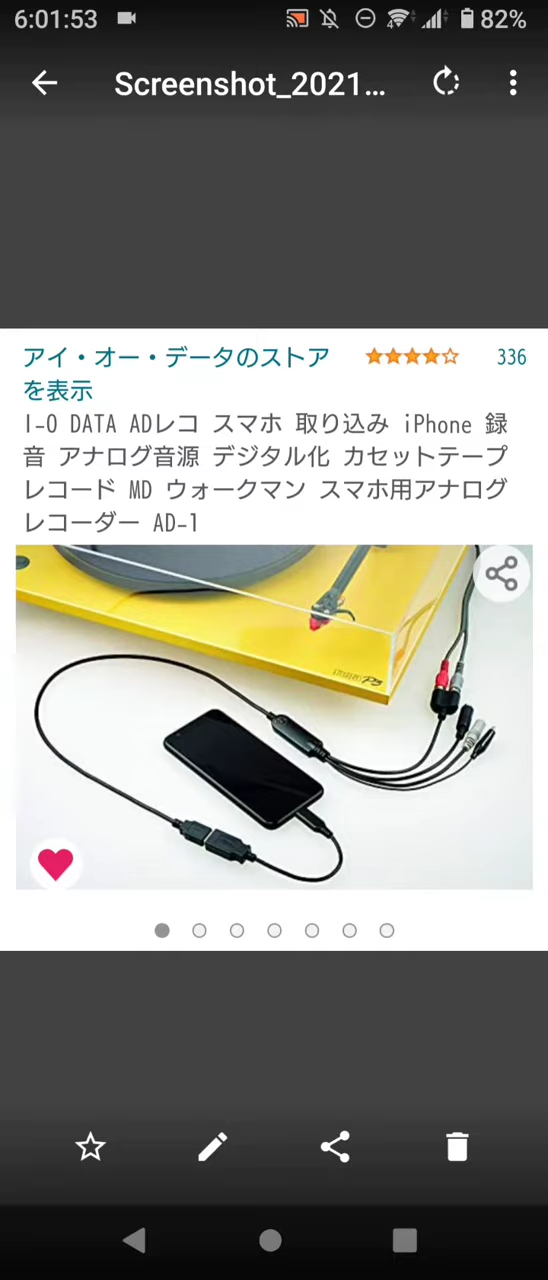 6:01:53
82%
Screenshot_2021...
アイ・オー・データのストア
336
を表示
I-O DATA ADレコ スマホ 取り込み iPhone 録
音 アナログ音源 デジタル化 カセットテープ
レコード MD ウォークマン スマホ用アナログ
レコーダー AD-1